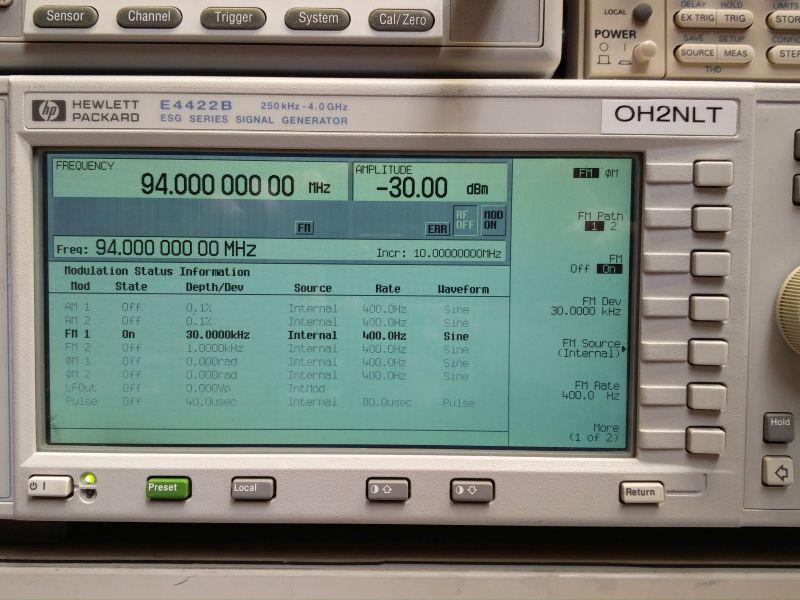 Sensor Channel Trigger System Cal/Zero
LOCAL
POWER
DELAY HOLD LIMITS
EX TRIG TRIG
SAVE SETUP
SOURCE MEAS
THD
hp HEWLETT PACKARD
E4422B 250kHz - 4.0GHz
ESG SERIES SIGNAL GENERATOR
OH2NLT
FREQUENCY
94.000 000 00 MHz
AMPLITUDE
-30.00 dBm
FM ERR RF OFF MOD ON
Freq: 94.000 000 00 MHz Incr: 10.00000000MHz
Modulation Status Information
Mod State Depth/Dev Source Rate Waveform
AM 1 Off 0.1% Internal 400.0Hz Sine
AM 2 Off 0.1% Internal 400.0Hz Sine
FM 1 On 30.0000kHz Internal 400.0Hz Sine
FM 2 Off 1.0000kHz Internal 400.0Hz Sine
ΦM 1 Off 0.000rad Internal 400.0Hz Sine
ΦM 2 Off 0.000rad Internal 400.0Hz Sine
LFOut Off 0.000Vp IntMod
Pulse Off 40.0usec Internal 80.0usec Pulse
FM ΦM
FM Path
1 2
FM
Off On
FM Dev
30.0000 kHz
FM Source
(Internal)
FM Rate
400.0 Hz
More
(1 of 2)
Hold
Preset Local Return